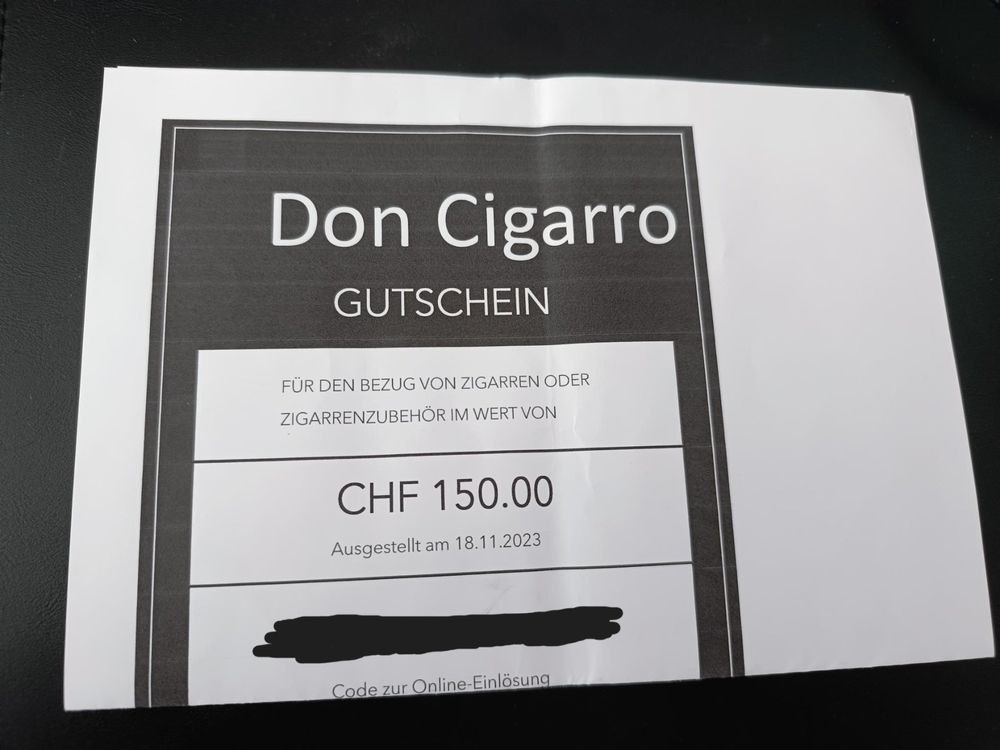 Don Cigarro
GUTSCHEIN
FÜR DEN BEZUG VON ZIGARREN ODER
ZIGARRENZUBEHÖR IM WERT VON
CHF 150.00
Ausgestellt am 18.11.2023
Code zur Online-Einlösung